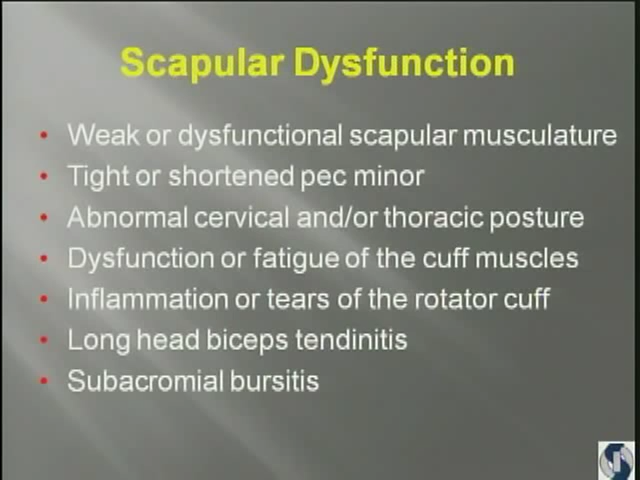 Scapular Dysfunction
• Weak or dysfunctional scapular musculature
• Tight or shortened pec minor
• Abnormal cervical and/or thoracic posture
• Dysfunction or fatigue of the cuff muscles
• Inflammation or tears of the rotator cuff
• Long head biceps tendinitis
• Subacromial bursitis